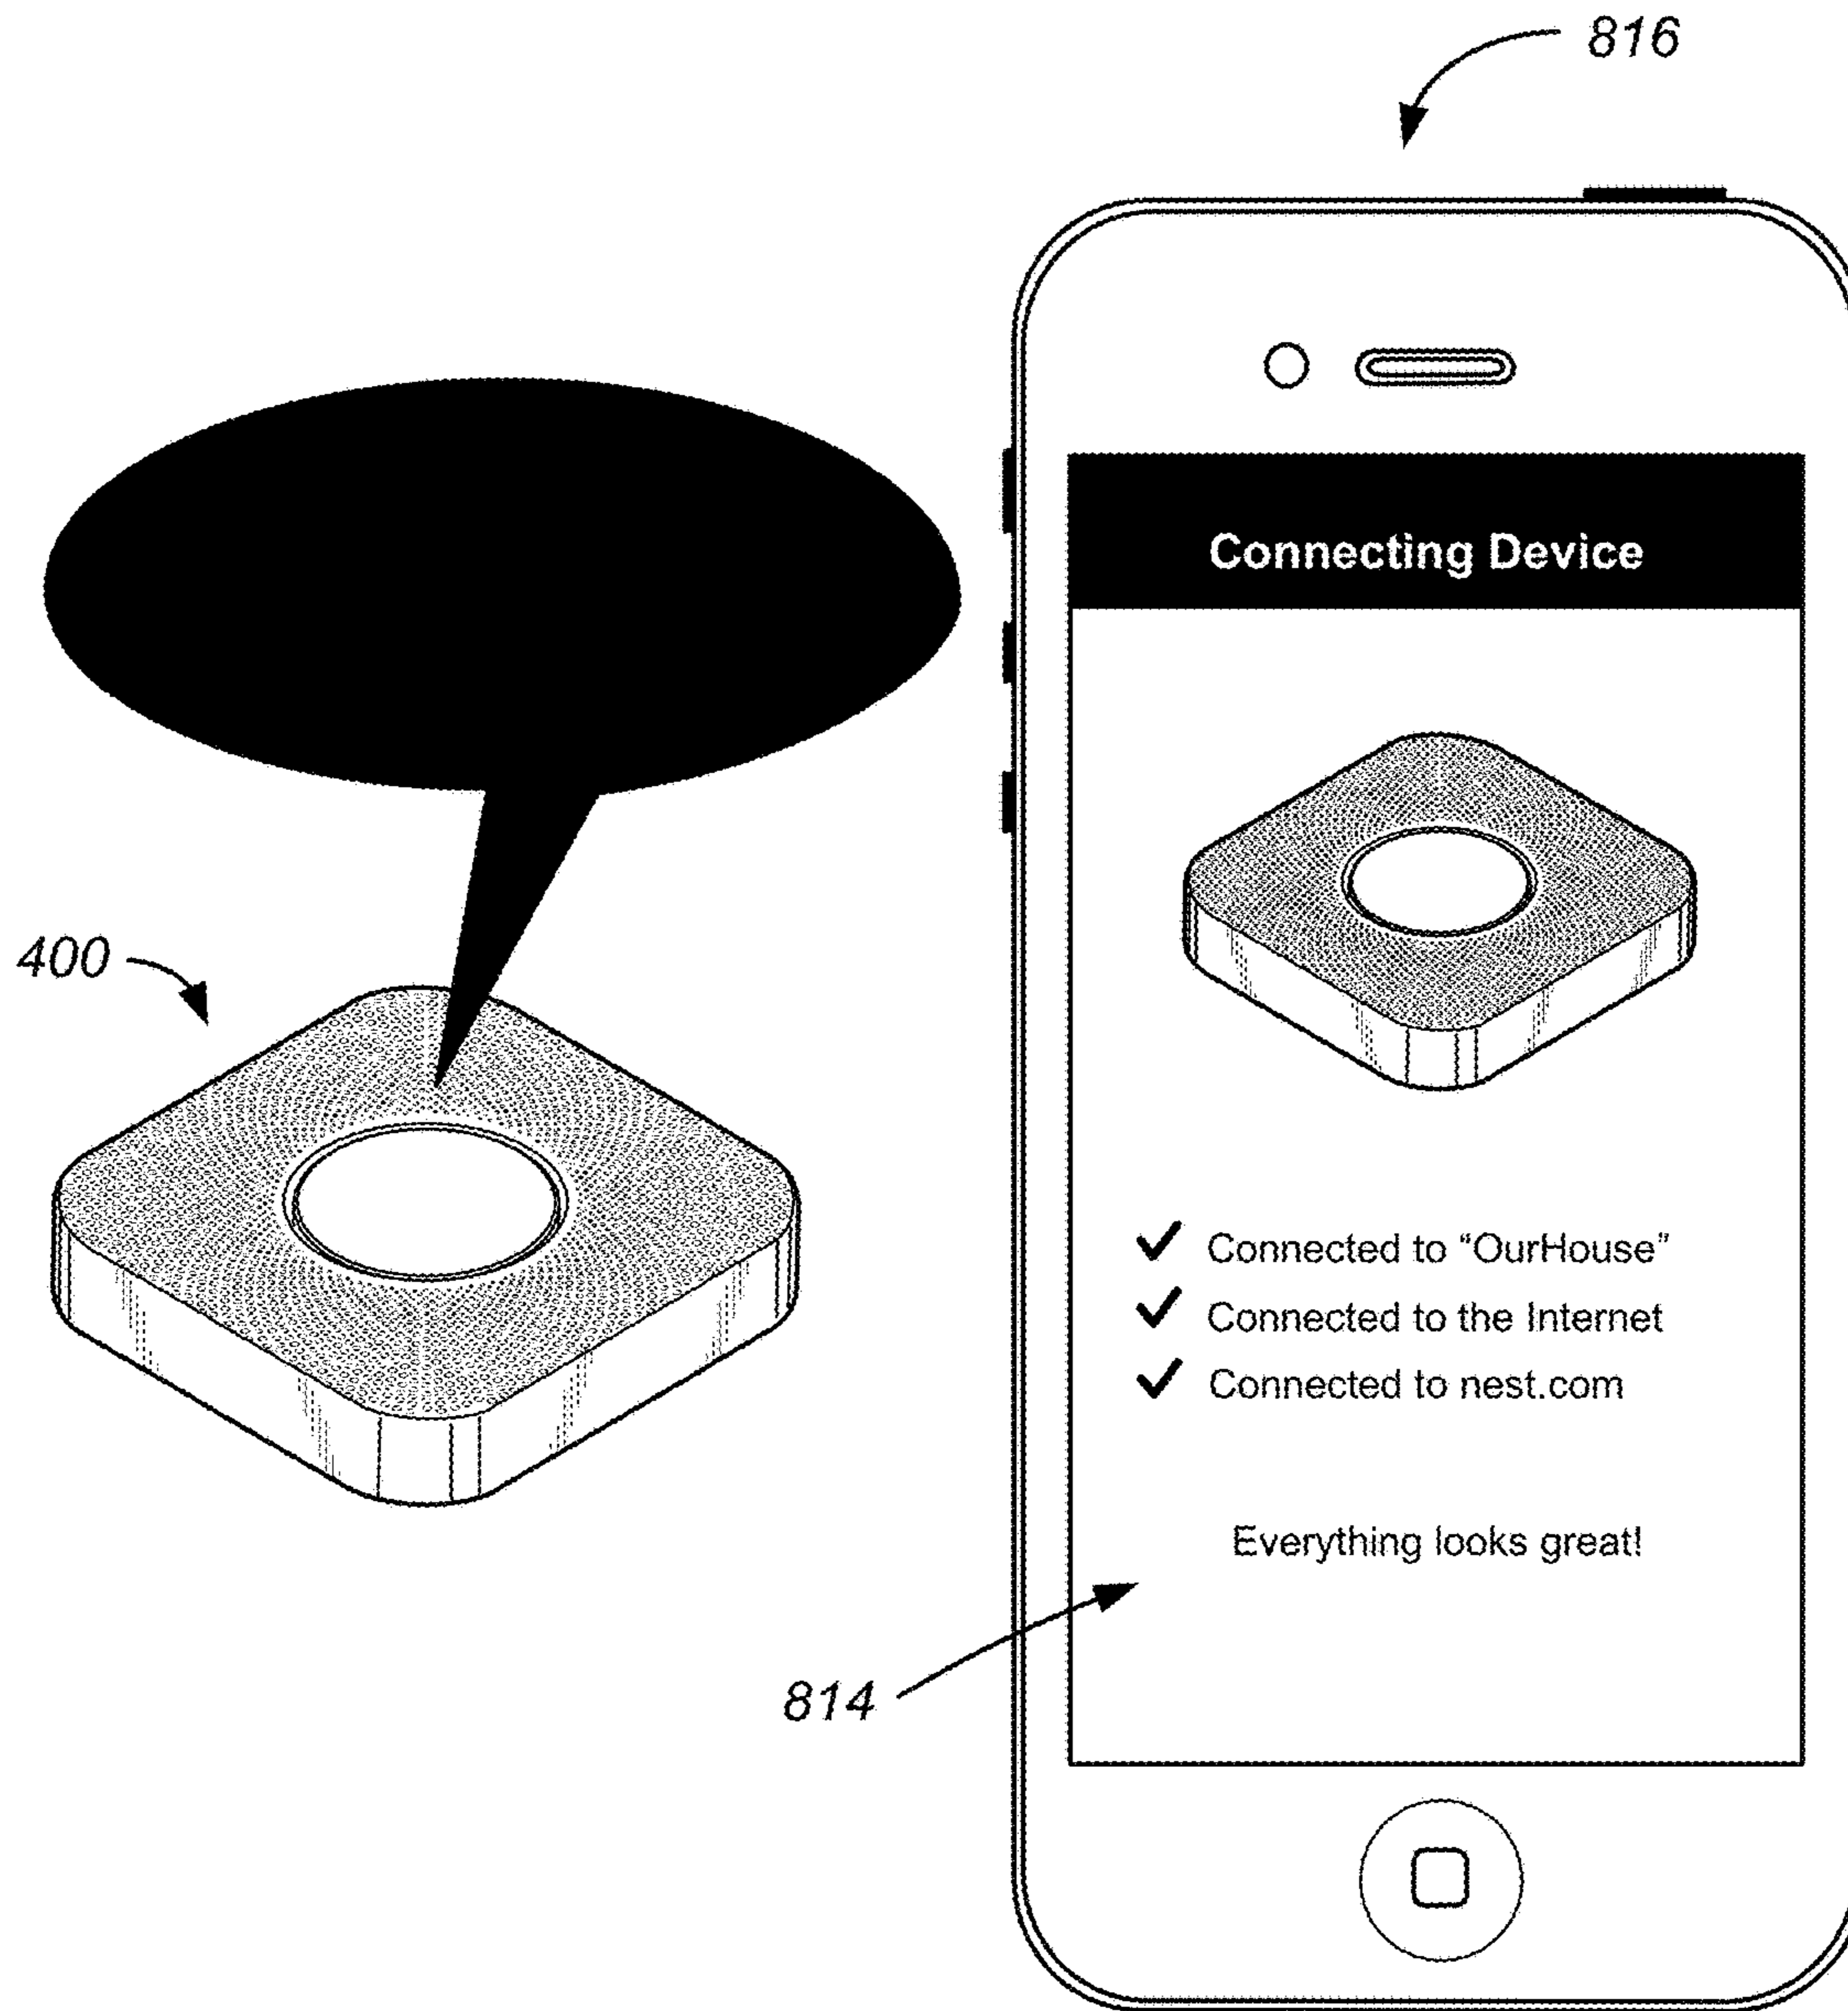 816
Connecting Device
400
✓ Connected to “OurHouse”
✓ Connected to the Internet
✓ Connected to nest.com
Everything looks great!
814